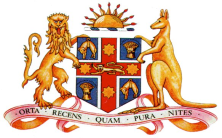 ORTA · RECENS · QUAM · PURA · NITES